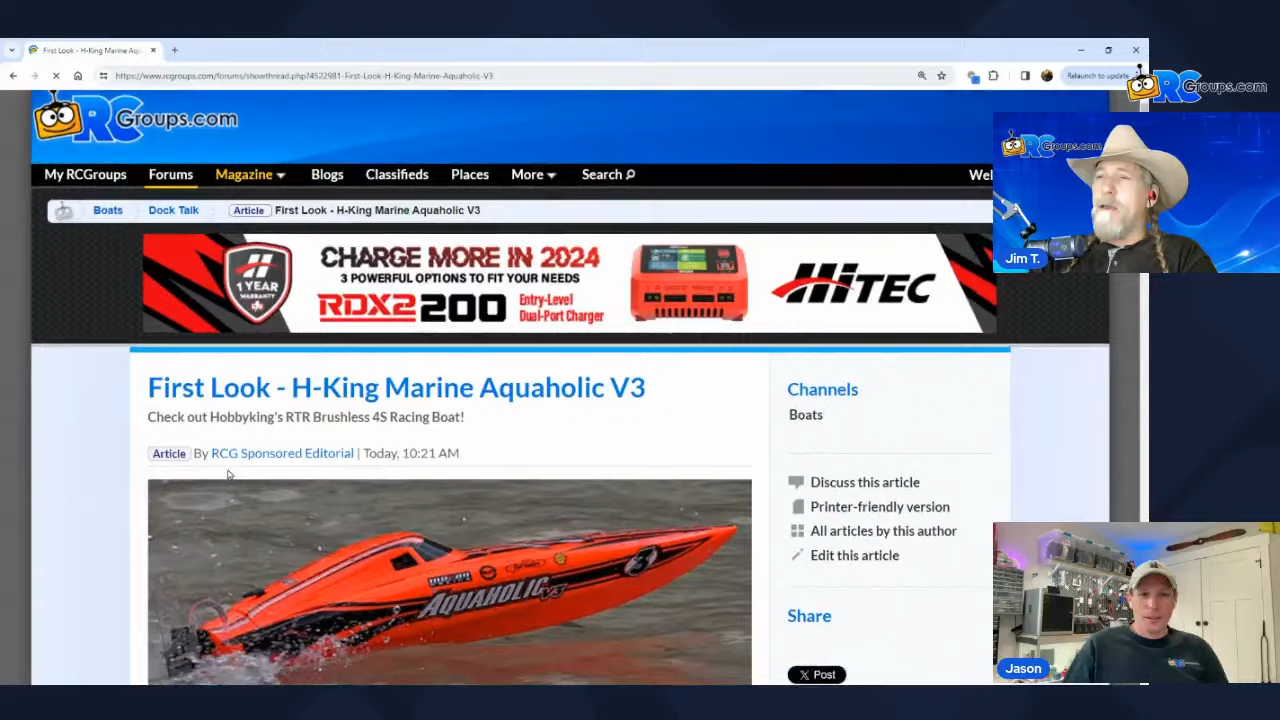 First Look - H-King Marine Aqu
https://www.rcgroups.com/forums/showthread.php?4522981-First-Look-H-King-Marine-Aquaholic-V3
Relaunch to update
RCGroups.com
RCGroups.com
My RCGroups Forums Magazine Blogs Classifieds Places More Search Wel
RCGroups.com
Boats Dock Talk Article First Look - H-King Marine Aquaholic V3
Jim T.
1 YEAR
WARRANTY
CHARGE MORE IN 2024
3 POWERFUL OPTIONS TO FIT YOUR NEEDS
RDX2 200 Entry-Level
Dual-Port Charger
HiTEC
First Look - H-King Marine Aquaholic V3
Check out Hobbyking's RTR Brushless 4S Racing Boat!
Article By RCG Sponsored Editorial | Today, 10:21 AM
AQUAHOLIC V3
Channels
Boats
Discuss this article
Printer-friendly version
All articles by this author
Edit this article
Share
X Post
Jason